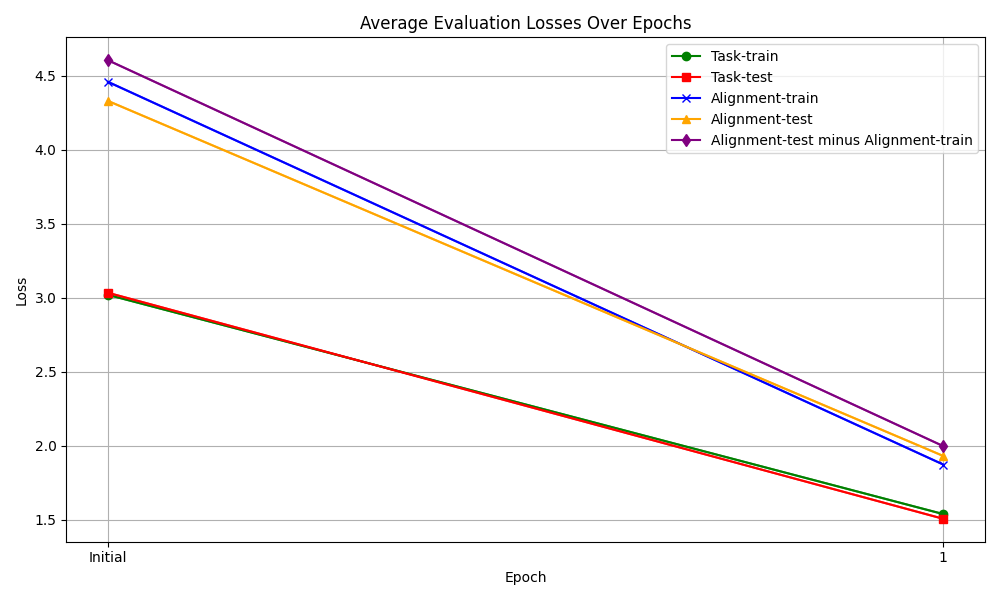 Average Evaluation Losses Over Epochs
Task-train
Task-test
Alignment-train
Alignment-test
Alignment-test minus Alignment-train
Loss
4.5
4.0
3.5
3.0
2.5
2.0
1.5
Initial
1
Epoch